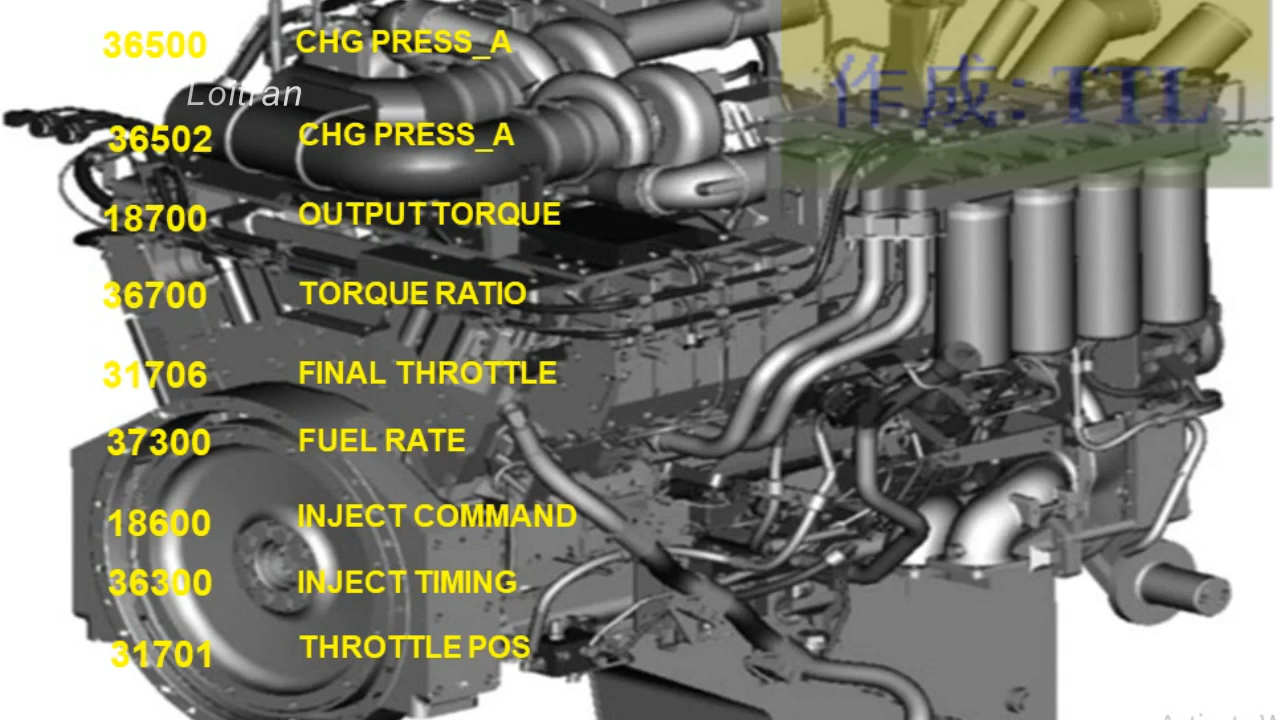 36500 CHG PRESS_A
Loitran
36502 CHG PRESS_A
作成: TTL
18700 OUTPUT TORQUE
36700 TORQUE RATIO
31706 FINAL THROTTLE
37300 FUEL RATE
18600 INJECT COMMAND
36300 INJECT TIMING
31701 THROTTLE POS